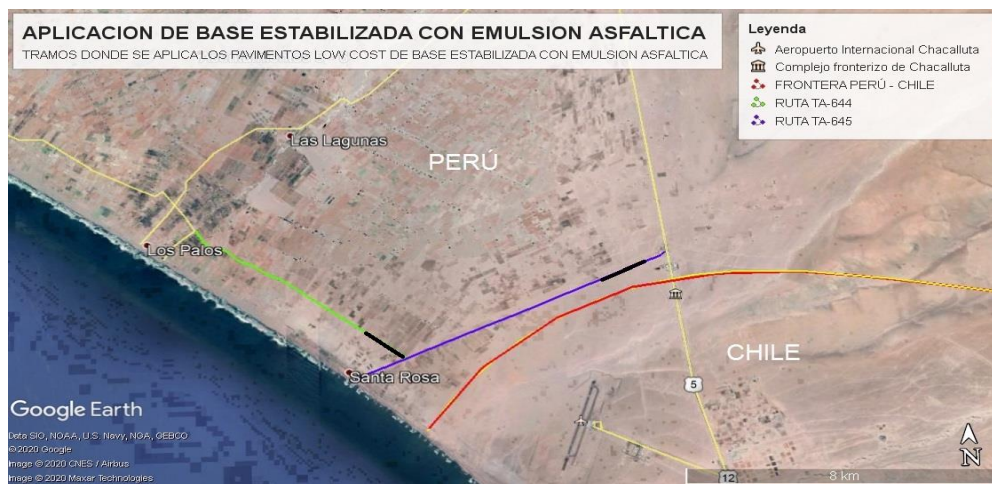 APLICACION DE BASE ESTABILIZADA CON EMULSION ASFALTICA
TRAMOS DONDE SE APLICA LOS PAVIMENTOS LOW COST DE BASE ESTABILIZADA CON EMULSION ASFALTICA
Leyenda
Aeropuerto Internacional Chacalluta
Complejo fronterizo de Chacalluta
FRONTERA PERÚ - CHILE
RUTA TA-644
RUTA TA-645
Las Lagunas
PERÚ
Los Palos
Santa Rosa
CHILE
5
Google Earth
Data SIO, NOAA, U.S. Navy, NGA, GEBCO
©2020 Google
Image © 2020 CNES / Airbus
Image © 2020 Maxar Technologies
12
8 km
N